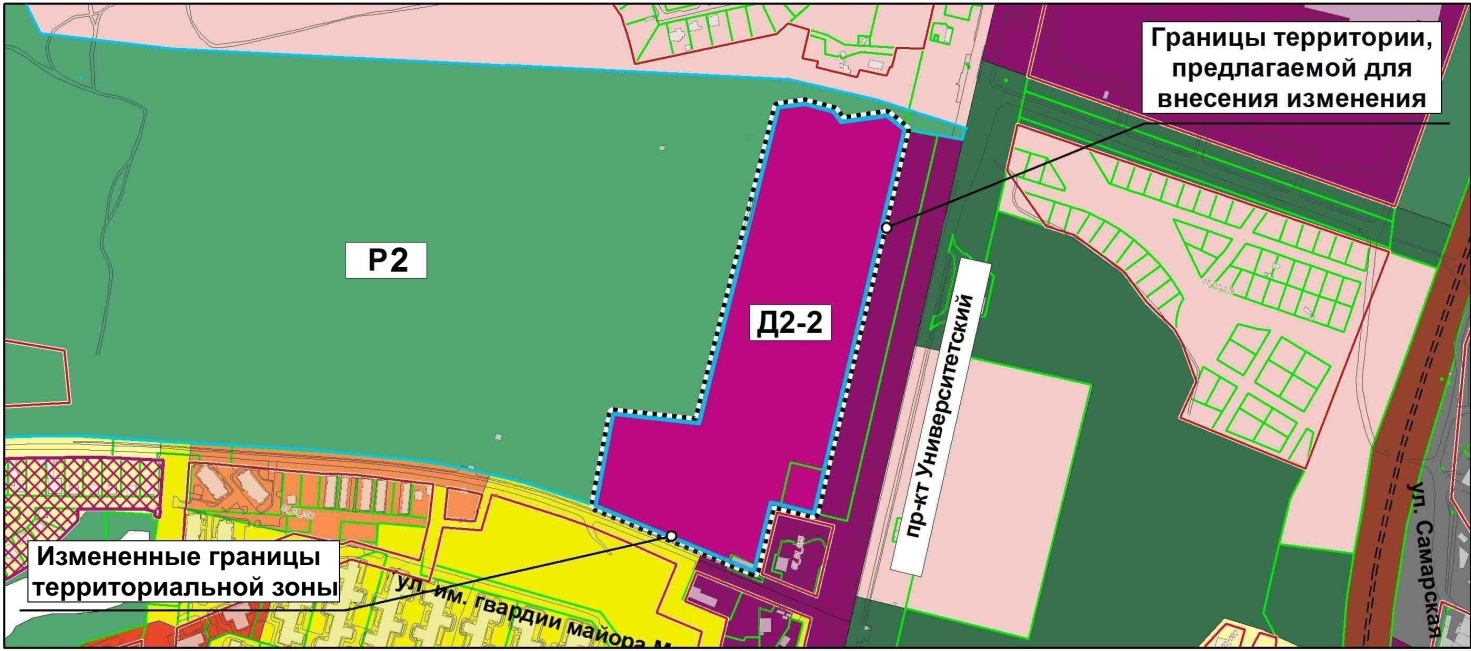 Границы территории,
предлагаемой для
внесения изменения
Р2
Д2-2
пр-кт Университетский
ул. Самарская
Измененные границы
территориальной зоны
ул. им. гвардии майора